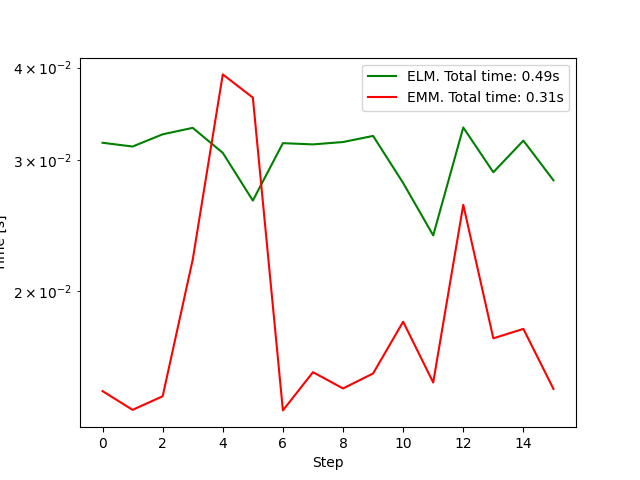 ELM. Total time: 0.49s
EMM. Total time: 0.31s
4 × 10⁻²
3 × 10⁻²
2 × 10⁻²
[s]
0 2 4 6 8 10 12 14
Step